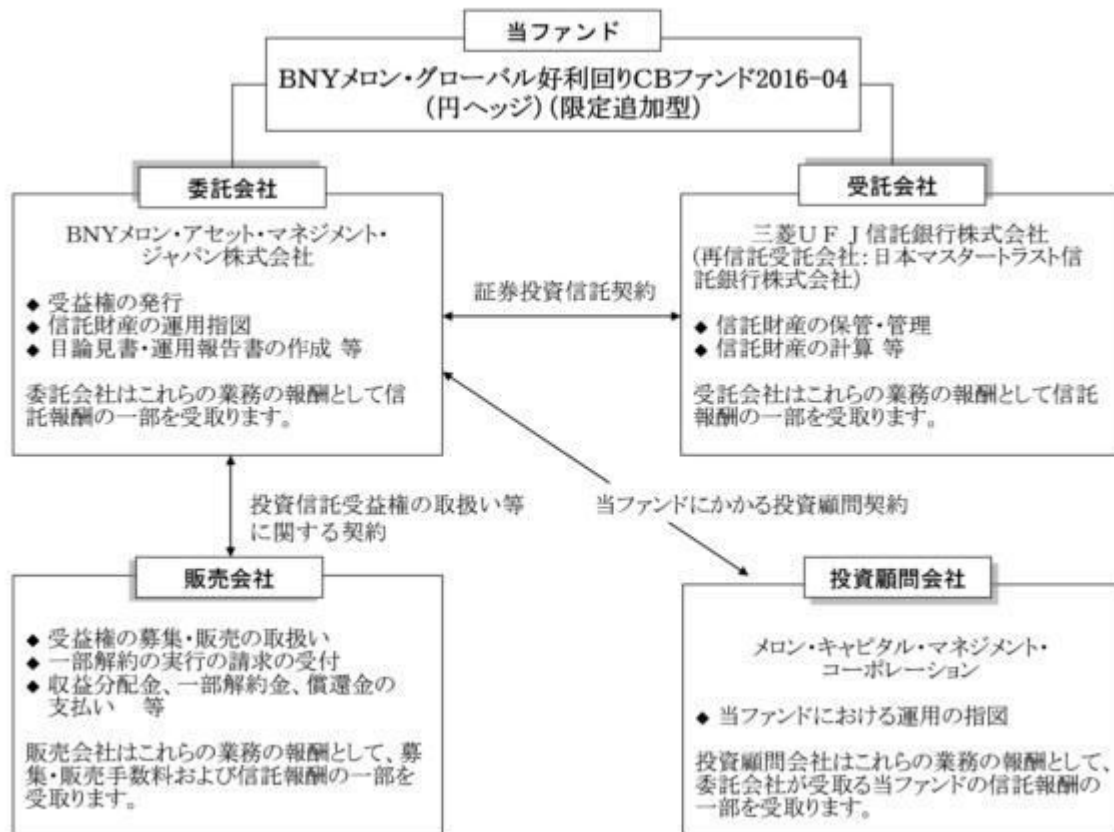 当ファンド
BNYメロン・グローバル好利回りCBファンド2016-04
(円ヘッジ)(限定追加型)
委託会社
BNYメロン・アセット・マネジメント・
ジャパン株式会社
◆ 受益権の発行
◆ 信託財産の運用指図
◆ 目論見書・運用報告書の作成 等
委託会社はこれらの業務の報酬として信
託報酬の一部を受取ります。
証券投資信託契約
受託会社
三菱UFJ信託銀行株式会社
(再信託受託会社:日本マスタートラスト信
託銀行株式会社)
◆ 信託財産の保管・管理
◆ 信託財産の計算 等
受託会社はこれらの業務の報酬として信託
報酬の一部を受取ります。
投資信託受益権の取扱い等
に関する契約
当ファンドにかかる投資顧問契約
販売会社
◆ 受益権の募集・販売の取扱い
◆ 一部解約の実行の請求の受付
◆ 収益分配金、一部解約金、償還金の
支払い 等
販売会社はこれらの業務の報酬として、募
集・販売手数料および信託報酬の一部を
受取ります。
投資顧問会社
メロン・キャピタル・マネジメント・
コーポレーション
◆ 当ファンドにおける運用の指図
投資顧問会社はこれらの業務の報酬として、
委託会社が受取る当ファンドの信託報酬の
一部を受取ります。